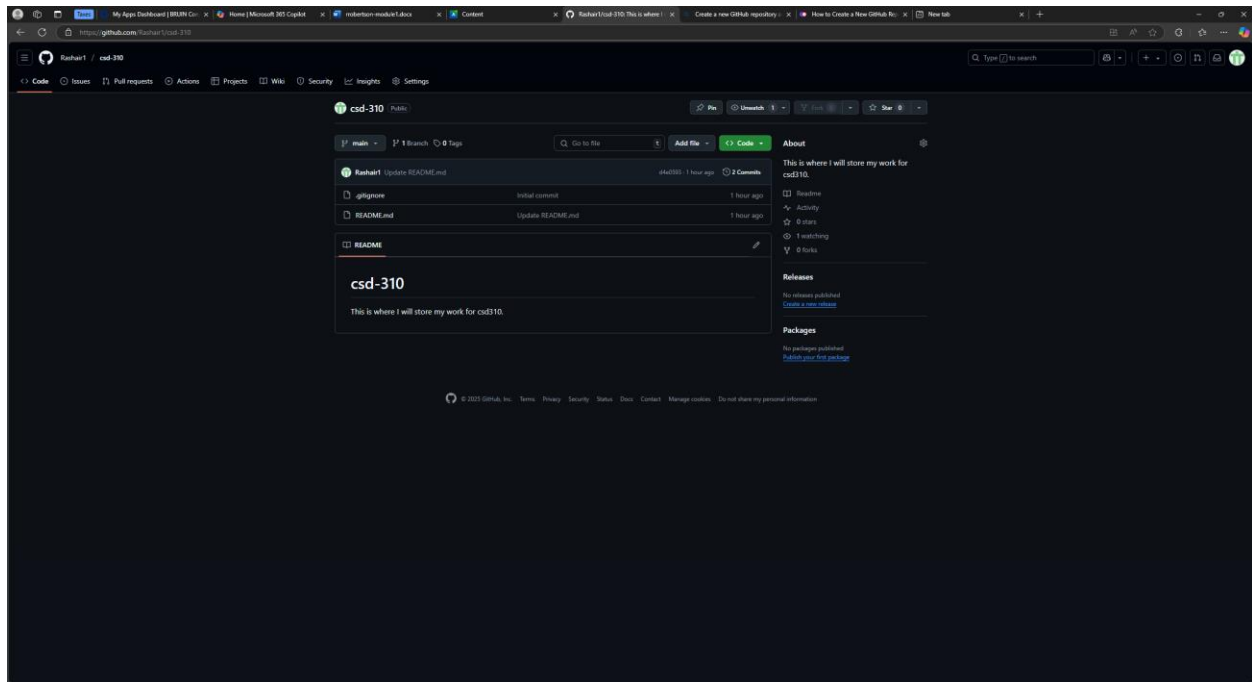 Taxes My Apps Dashboard | BRUIN Con Home | Microsoft 365 Copilot mrobertson-module1.docx Content Rashair1/csd-310: This is where I Create a new GitHub repository How to Create a New GitHub Rep New tab
https://github.com/Rashair1/csd-310
Rashair1 / csd-310 Type / to search
Code Issues Pull requests Actions Projects Wiki Security Insights Settings
csd-310 Public Pin Unwatch 1 Fork 0 Star 0
main 1 Branch 0 Tags Go to file t Add file Code
Rashair1 Update README.md 1 hour ago 2 Commits
.gitignore Initial commit 1 hour ago
README.md Update README.md 1 hour ago
README
csd-310
This is where I will store my work for csd310.
About
This is where I will store my work for
csd310.
Readme
Activity
0 stars
1 watching
0 forks
Releases
No releases published
Create a new release
Packages
No packages published
Publish your first package
© 2025 GitHub, Inc. Terms Privacy Security Status Docs Contact Manage cookies Do not share my personal information